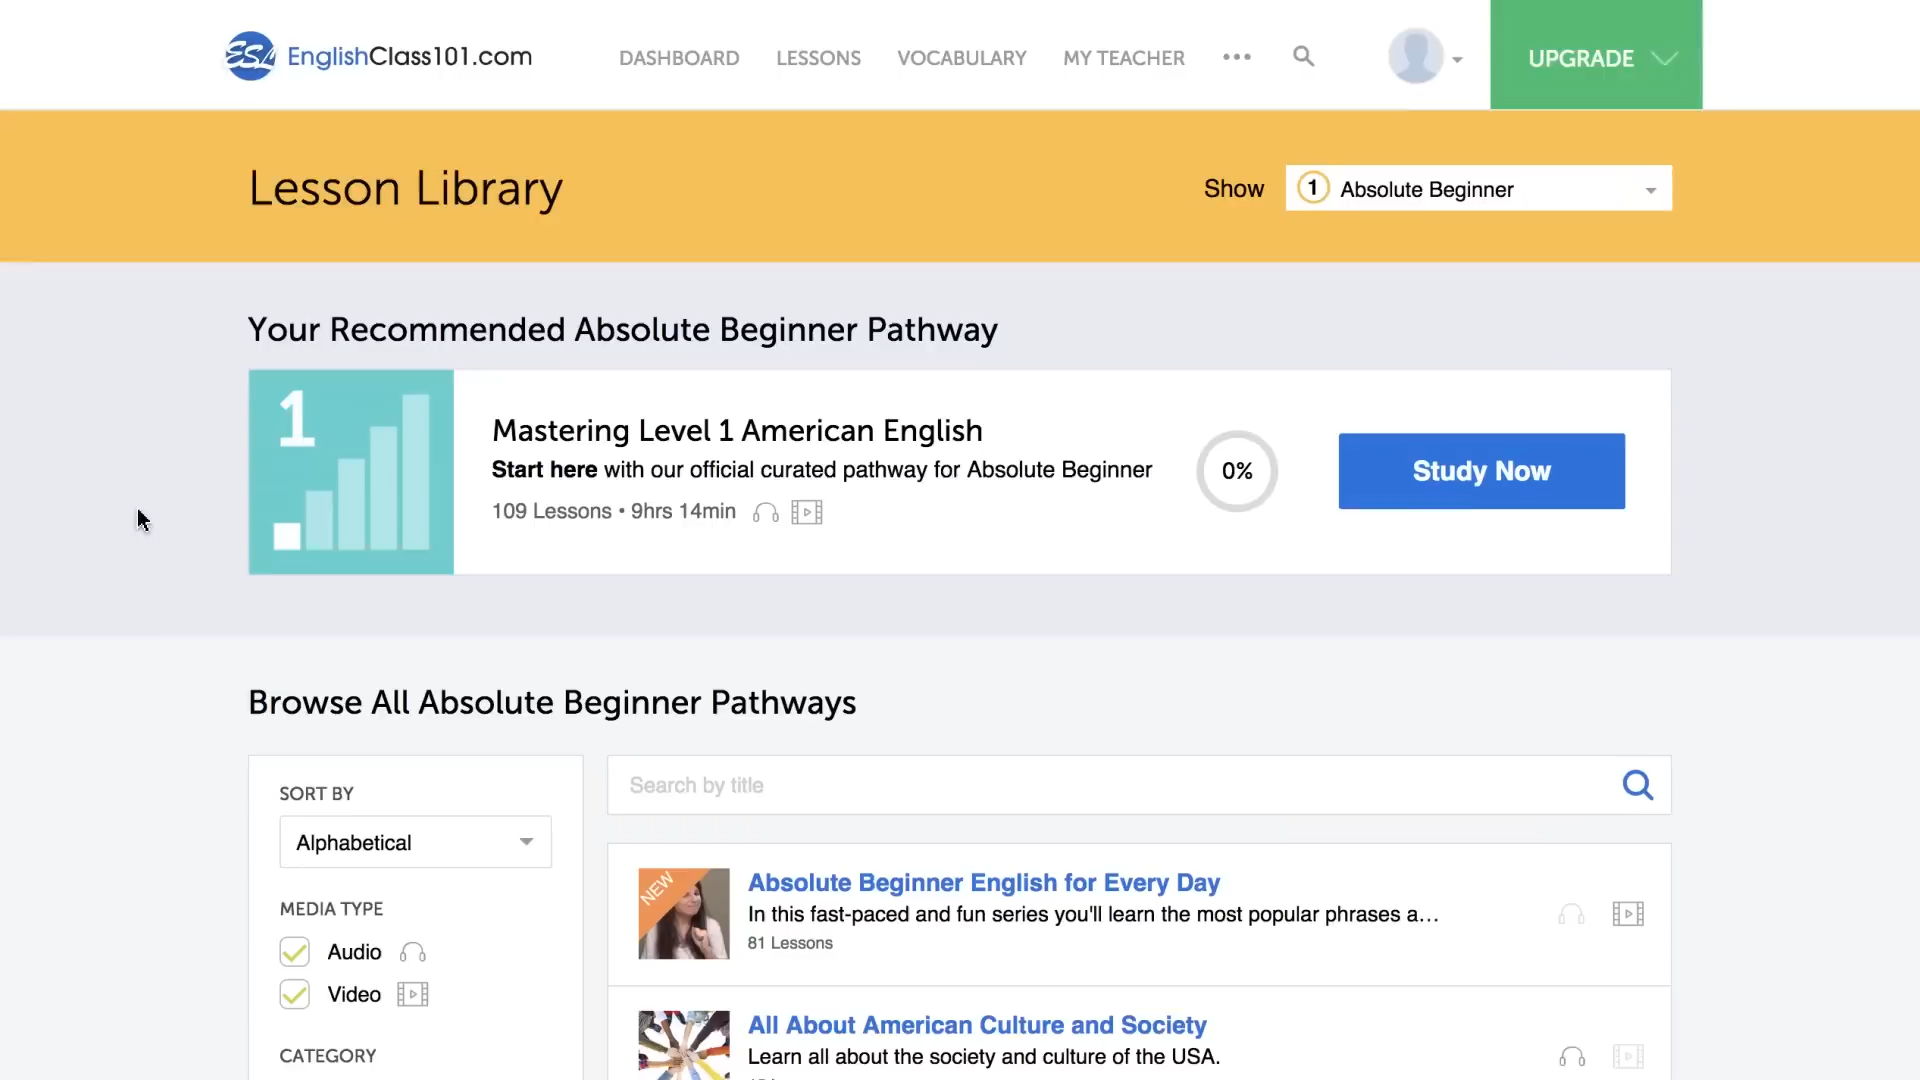 ESL EnglishClass101.com
DASHBOARD LESSONS VOCABULARY MY TEACHER ••• UPGRADE
Lesson Library
Show 1 Absolute Beginner
Your Recommended Absolute Beginner Pathway
1
Mastering Level 1 American English
Start here with our official curated pathway for Absolute Beginner
109 Lessons • 9hrs 14min
0%
Study Now
Browse All Absolute Beginner Pathways
SORT BY
Alphabetical
MEDIA TYPE
Audio
Video
CATEGORY
Search by title
NEW
Absolute Beginner English for Every Day
In this fast-paced and fun series you'll learn the most popular phrases a...
81 Lessons
All About American Culture and Society
Learn all about the society and culture of the USA.